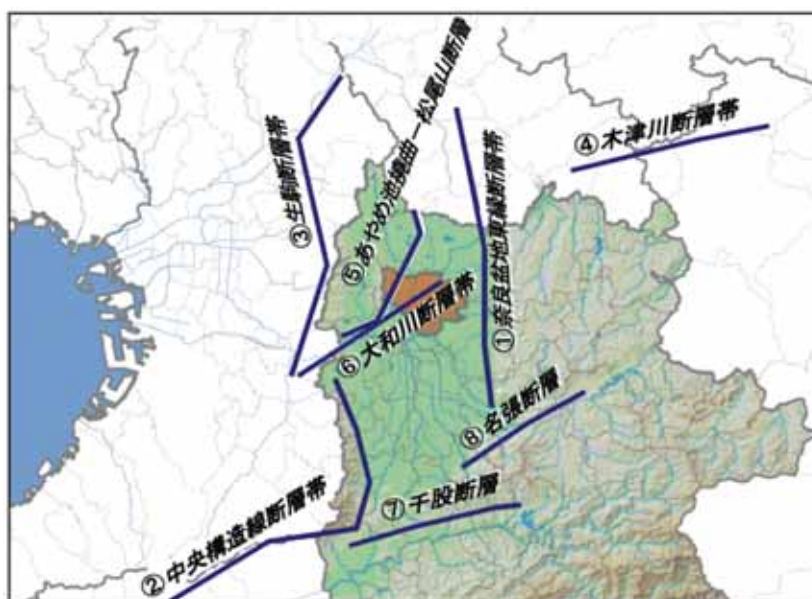 ①奈良盆地東縁断層帯
②中央構造線断層帯
③生駒断層帯
④木津川断層帯
⑤あやめ池撓曲－松尾山断層
⑥大和川断層帯
⑦千股断層
⑧名張断層